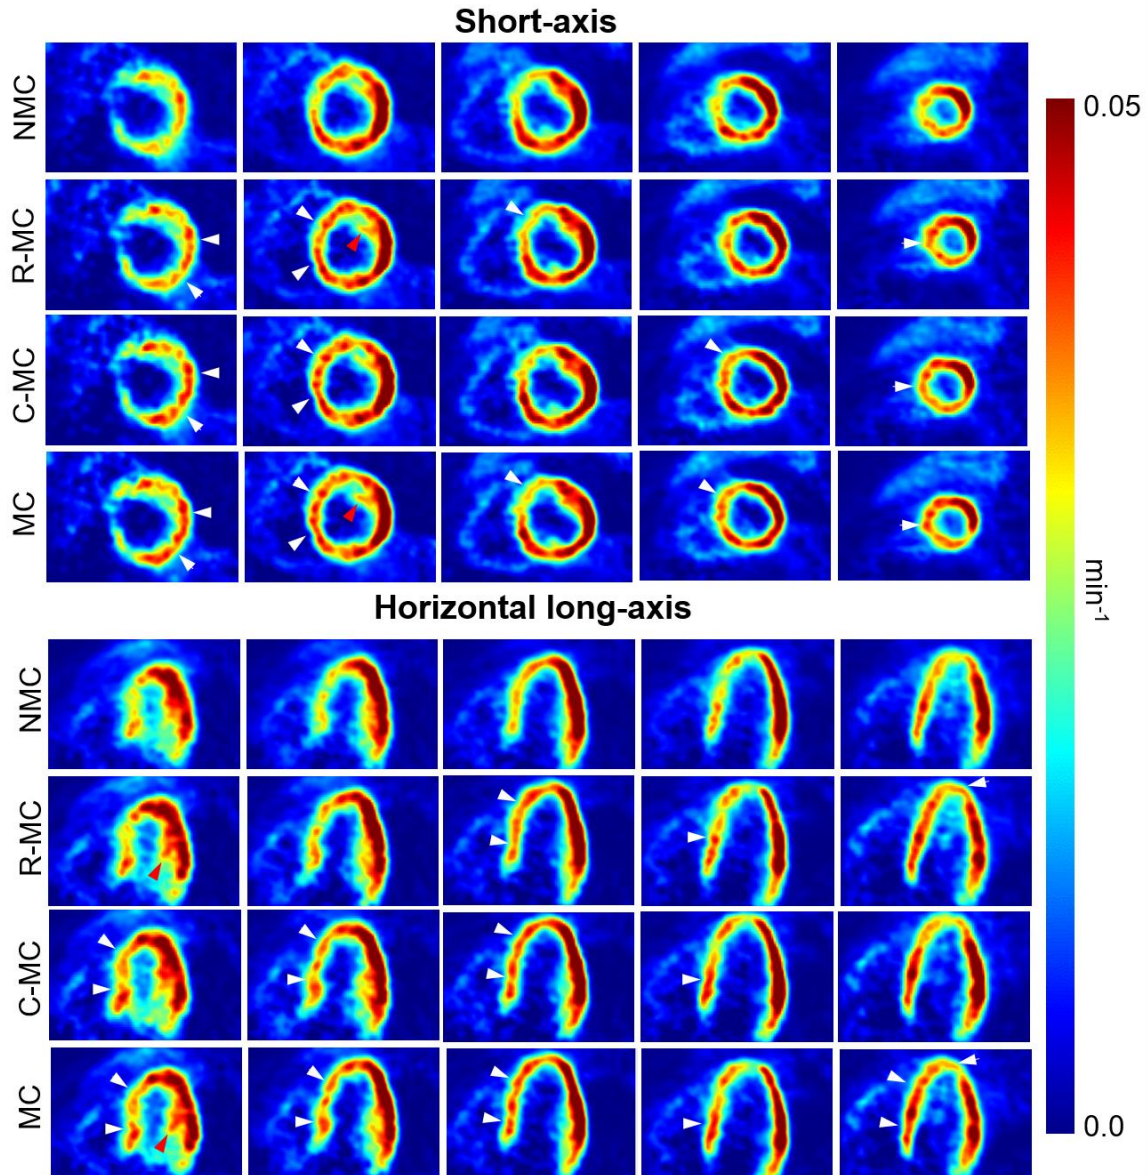 Short-axis
NMC
R-MC
C-MC
MC
Horizontal long-axis
NMC
R-MC
C-MC
MC
0.05
min-1
0.0